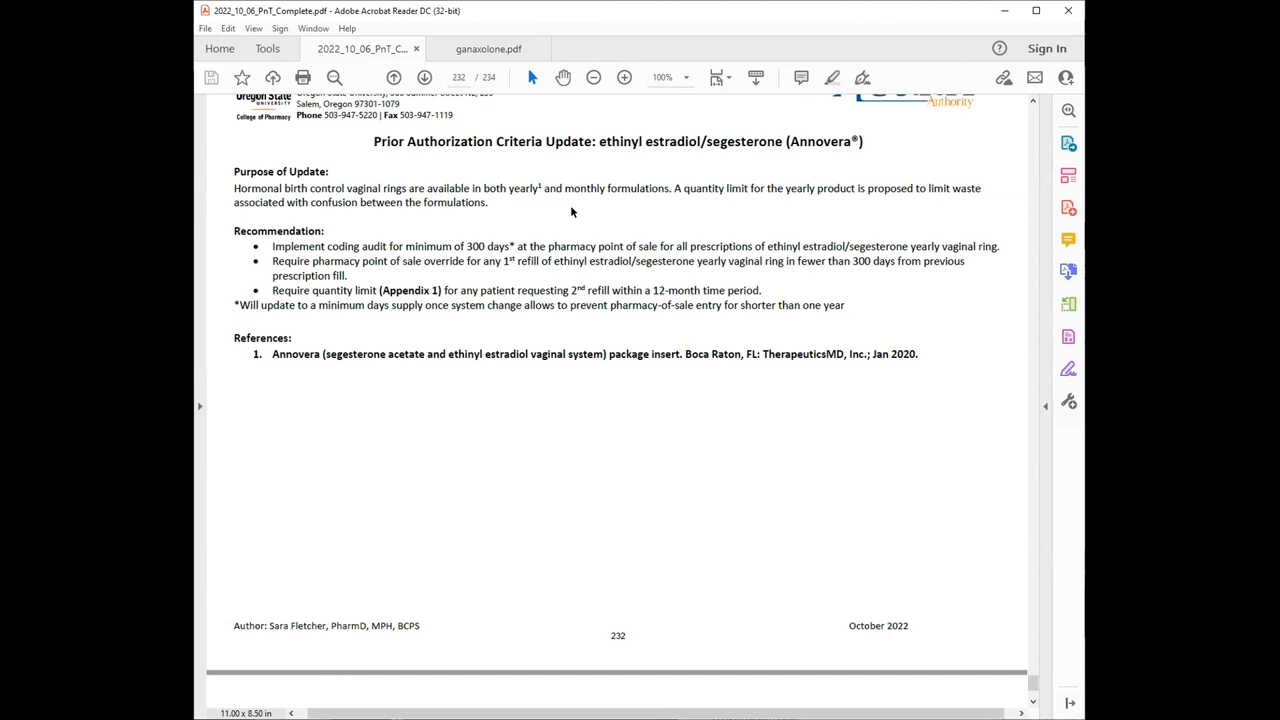 2022_10_06_PnT_Complete.pdf - Adobe Acrobat Reader DC (32-bit)
File Edit View Sign Window Help
Home Tools 2022_10_06_PnT_C... × ganaxolone.pdf Sign In
232 / 234 100%
Oregon State
UNIVERSITY
College of Pharmacy
Salem, Oregon 97301-1079
Phone 503-947-5220 | Fax 503-947-1119
Authority
Prior Authorization Criteria Update: ethinyl estradiol/segesterone (Annovera®)
Purpose of Update:
Hormonal birth control vaginal rings are available in both yearly¹ and monthly formulations. A quantity limit for the yearly product is proposed to limit waste
associated with confusion between the formulations.
Recommendation:
• Implement coding audit for minimum of 300 days* at the pharmacy point of sale for all prescriptions of ethinyl estradiol/segesterone yearly vaginal ring.
• Require pharmacy point of sale override for any 1st refill of ethinyl estradiol/segesterone yearly vaginal ring in fewer than 300 days from previous
prescription fill.
• Require quantity limit (Appendix 1) for any patient requesting 2nd refill within a 12-month time period.
*Will update to a minimum days supply once system change allows to prevent pharmacy-of-sale entry for shorter than one year
References:
1. Annovera (segesterone acetate and ethinyl estradiol vaginal system) package insert. Boca Raton, FL: TherapeuticsMD, Inc.; Jan 2020.
Author: Sara Fletcher, PharmD, MPH, BCPS October 2022
232
11.00 x 8.50 in